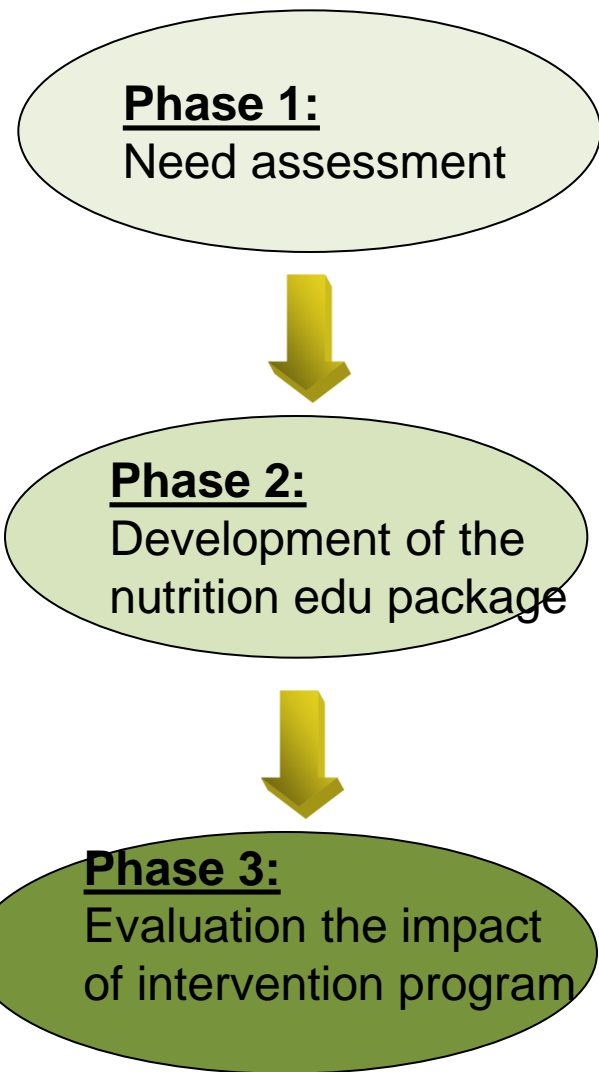 Phase 1:
Need assessment
Phase 2:
Development of the
nutrition edu package
Phase 3:
Evaluation the impact
of intervention program